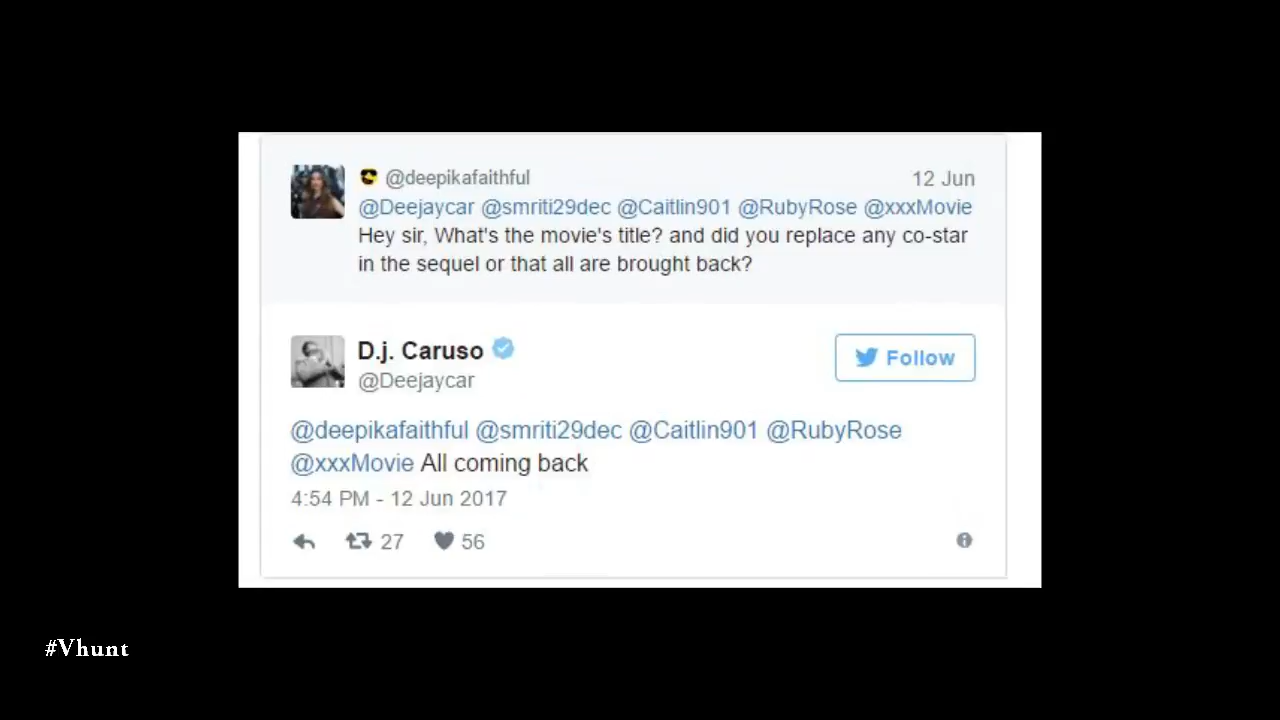 @deepikafaithful
12 Jun
@Deejaycar @smriti29dec @Caitlin901 @RubyRose @xxxMovie
Hey sir, What's the movie's title? and did you replace any co-star
in the sequel or that all are brought back?
D.j. Caruso
Follow
@Deejaycar
@deepikafaithful @smriti29dec @Caitlin901 @RubyRose
@xxxMovie All coming back
4:54 PM - 12 Jun 2017
27 56
#Vhunt